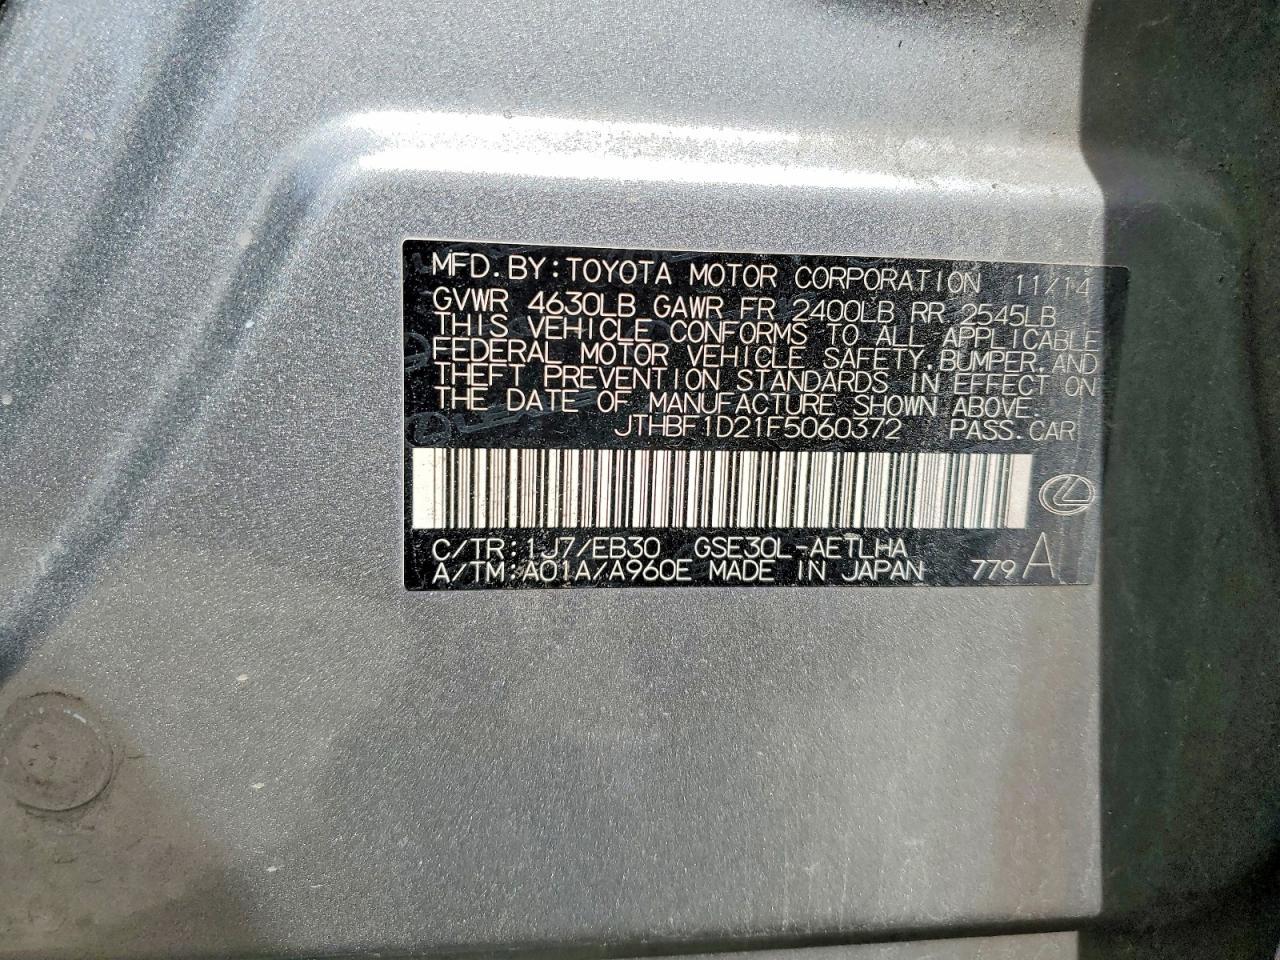 MFD. BY: TOYOTA MOTOR CORPORATION 11/14
GVWR 4630LB GAWR FR 2400LB RR 2545LB
THIS VEHICLE CONFORMS TO ALL APPLICABLE
FEDERAL MOTOR VEHICLE SAFETY, BUMPER, AND
THEFT PREVENTION STANDARDS IN EFFECT ON
THE DATE OF MANUFACTURE SHOWN ABOVE.
JTHBF1D21F5060372 PASS. CAR
C/TR: 1J7/EB30 GSE30L-AETLHA
A/TM: A01A/A960E MADE IN JAPAN 779 A